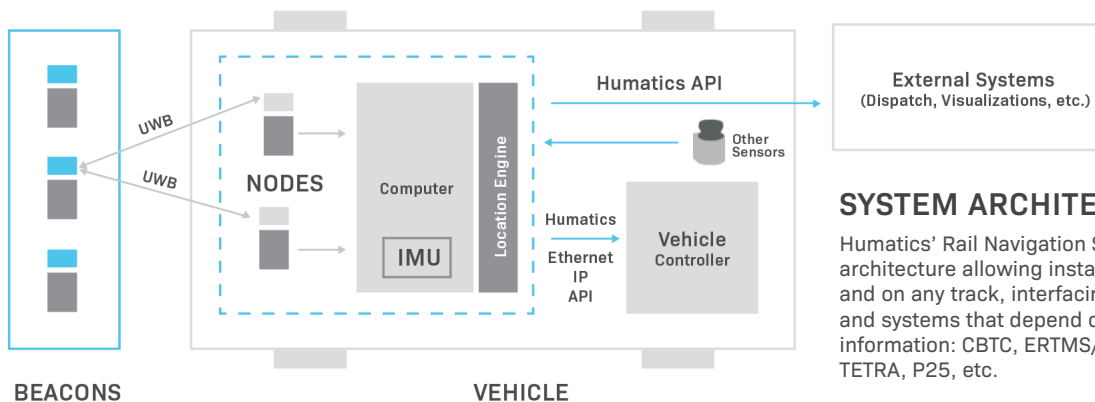 UWB
UWB
NODES
Computer
IMU
Location Engine
Humatics API
Other
Sensors
Humatics
Ethernet
IP
API
Vehicle
Controller
External Systems
(Dispatch, Visualizations, etc.)
BEACONS
VEHICLE
SYSTEM ARCHITE
Humatics’ Rail Navigation S
architecture allowing insta
and on any track, interfacin
and systems that depend o
information: CBTC, ERTMS/
TETRA, P25, etc.